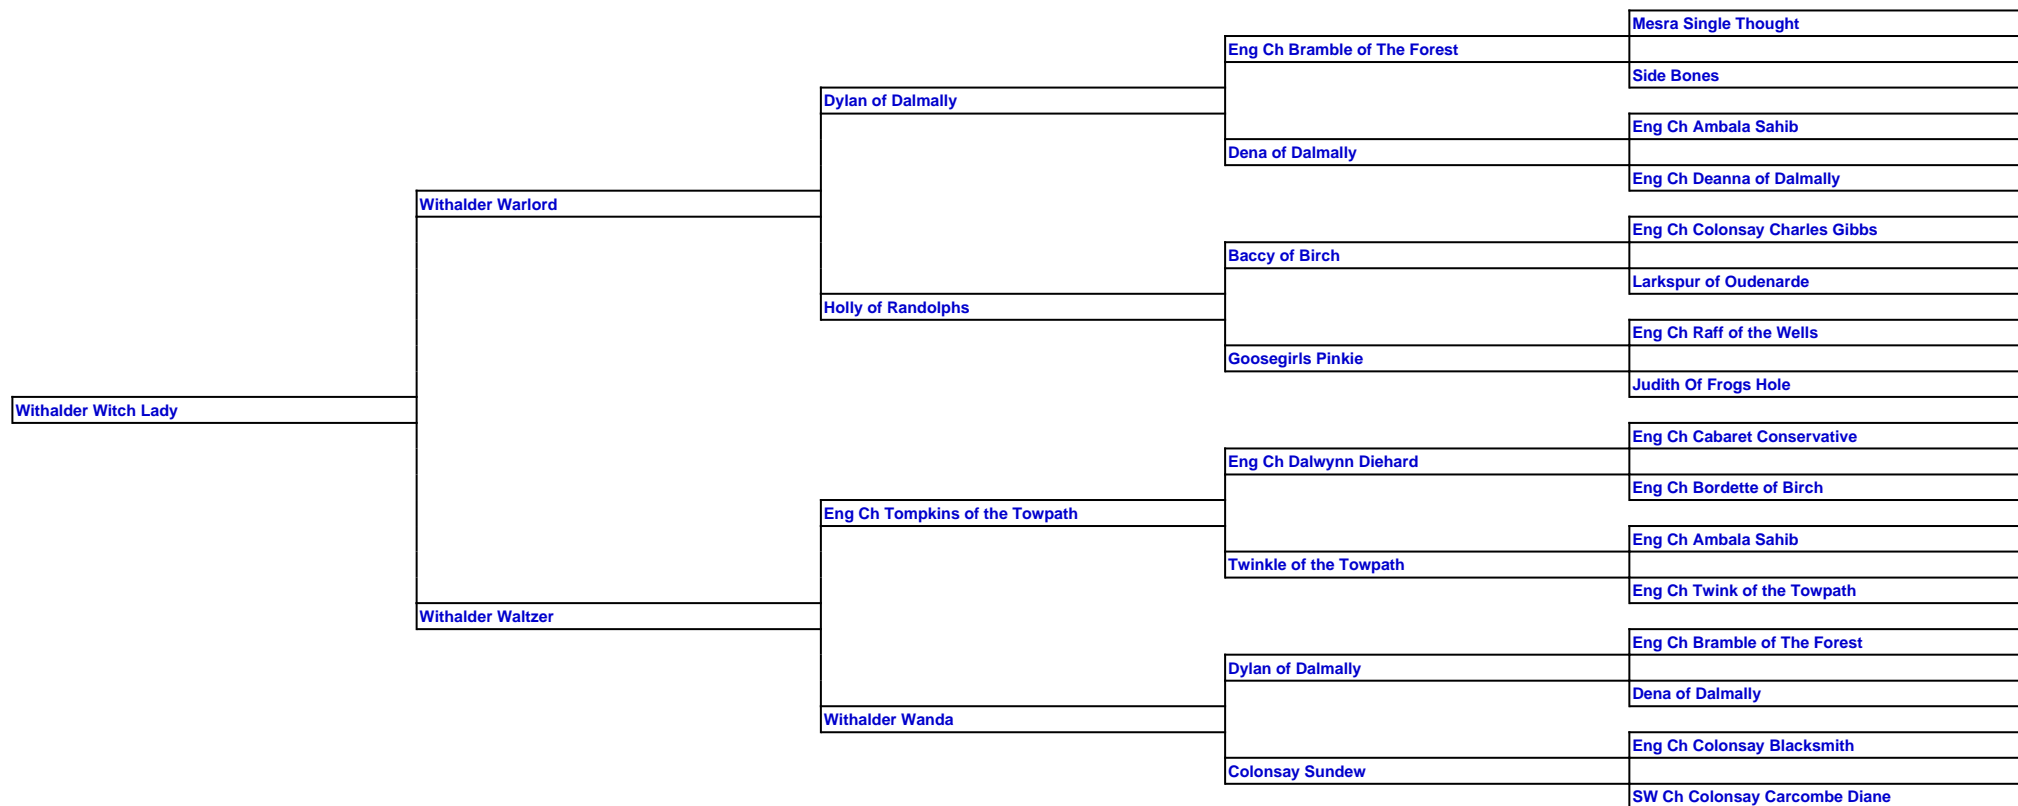 Mesra Single Thought
Eng Ch Bramble of The Forest
Side Bones
Dylan of Dalmally
Eng Ch Ambala Sahib
Dena of Dalmally
Eng Ch Deanna of Dalmally
Withalder Warlord
Eng Ch Colonsay Charles Gibbs
Baccy of Birch
Larkspur of Oudenarde
Holly of Randolphs
Eng Ch Raff of the Wells
Goosegirls Pinkie
Judith Of Frogs Hole
Withalder Witch Lady
Eng Ch Cabaret Conservative
Eng Ch Dalwynn Diehard
Eng Ch Bordette of Birch
Eng Ch Tompkins of the Towpath
Eng Ch Ambala Sahib
Twinkle of the Towpath
Eng Ch Twink of the Towpath
Withalder Waltzer
Eng Ch Bramble of The Forest
Dylan of Dalmally
Dena of Dalmally
Withalder Wanda
Eng Ch Colonsay Blacksmith
Colonsay Sundew
SW Ch Colonsay Carcombe Diane